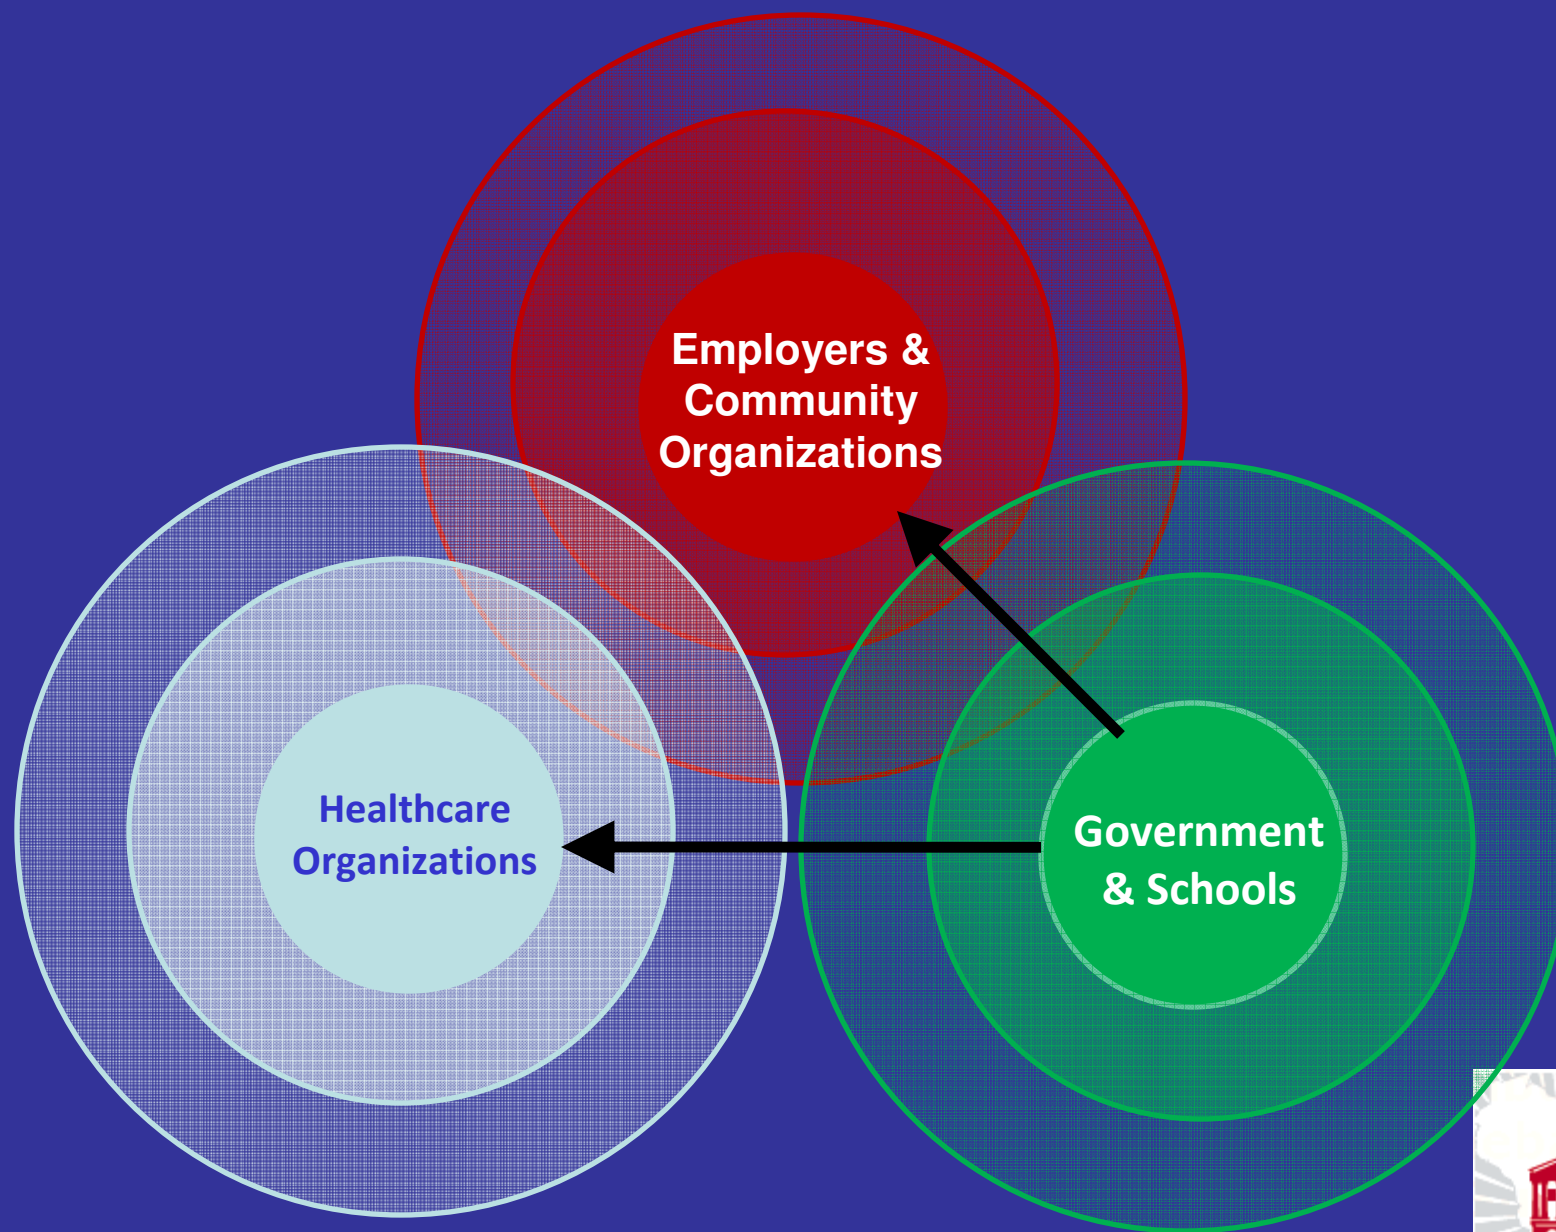 Employers &
Community
Organizations
Healthcare
Organizations
Government
& Schools